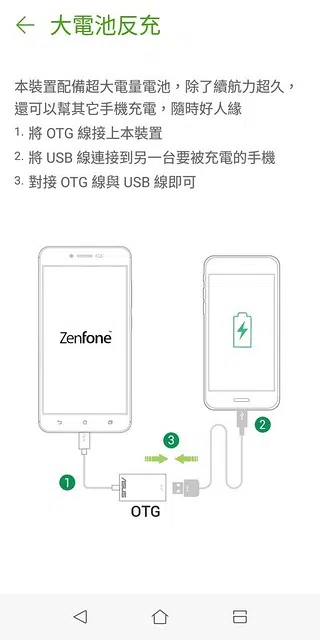 大電池反充
本裝置配備超大電量電池，除了續航力超久，
還可以幫其它手機充電，隨時好人緣
1. 將 OTG 線接上本裝置
2. 將 USB 線連接到另一台要被充電的手機
3. 對接 OTG 線與 USB 線即可
Zenfone™
3
2
1
ASUS
OTG